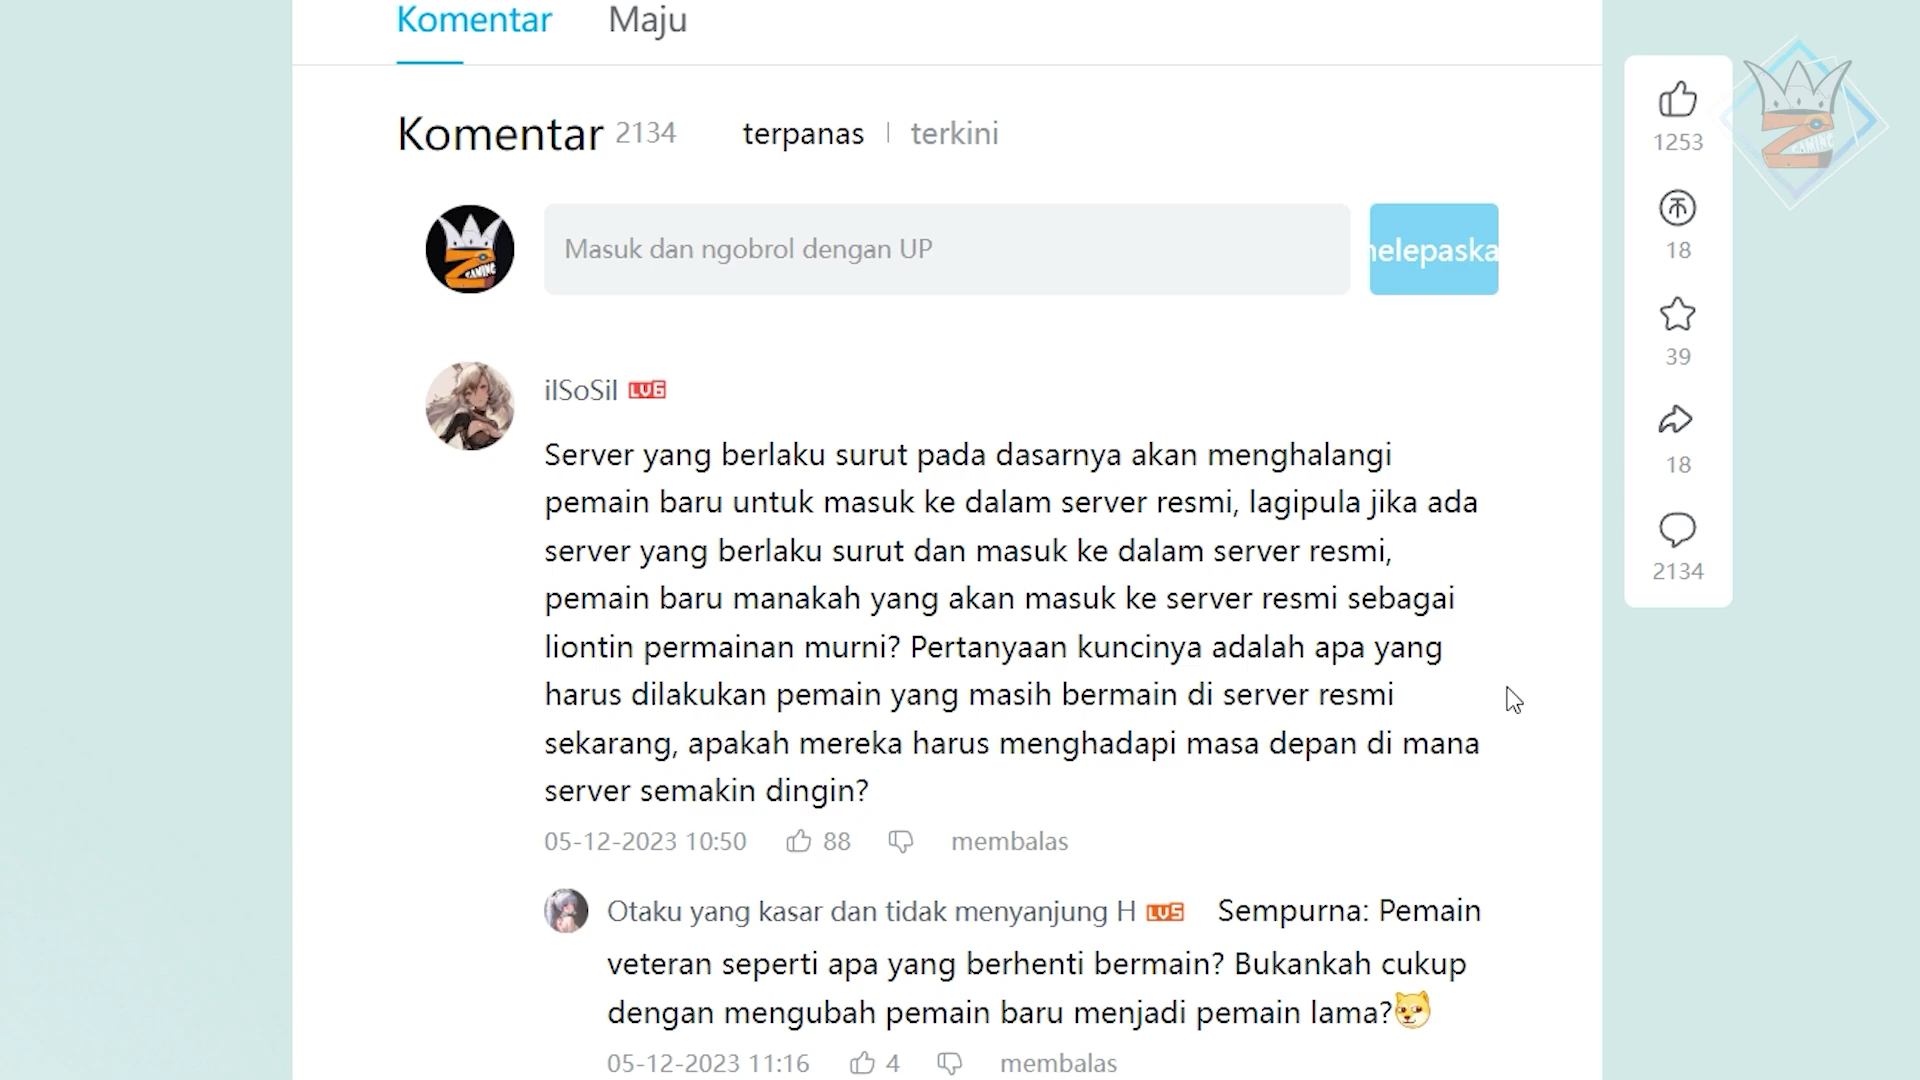 Komentar Maju
Komentar 2134 terpanas terkini
Masuk dan ngobrol dengan UP
nelepaska
ilSoSil LV6
Server yang berlaku surut pada dasarnya akan menghalangi
pemain baru untuk masuk ke dalam server resmi, lagipula jika ada
server yang berlaku surut dan masuk ke dalam server resmi,
pemain baru manakah yang akan masuk ke server resmi sebagai
liontin permainan murni? Pertanyaan kuncinya adalah apa yang
harus dilakukan pemain yang masih bermain di server resmi
sekarang, apakah mereka harus menghadapi masa depan di mana
server semakin dingin?
05-12-2023 10:50 88 membalas
Otaku yang kasar dan tidak menyanjung H LV5 Sempurna: Pemain
veteran seperti apa yang berhenti bermain? Bukankah cukup
dengan mengubah pemain baru menjadi pemain lama?
05-12-2023 11:16 4 membalas
1253
18
39
18
2134
Z GAMING
Z GAMING